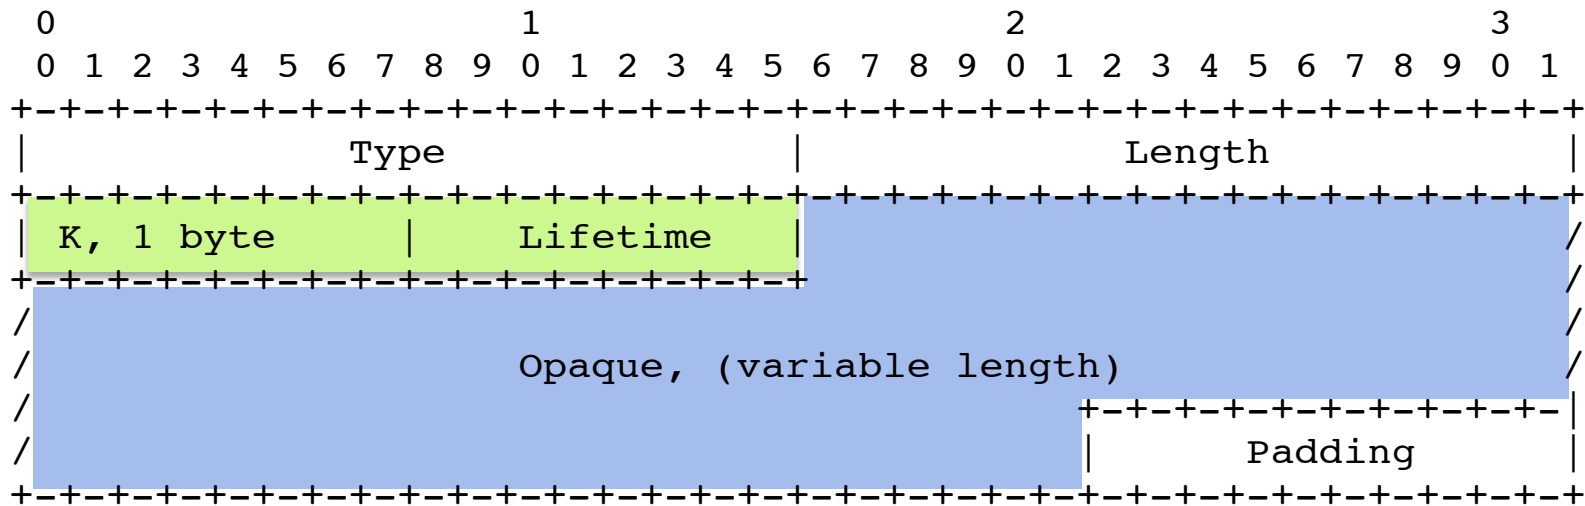 0                   1                   2                   3
 0 1 2 3 4 5 6 7 8 9 0 1 2 3 4 5 6 7 8 9 0 1 2 3 4 5 6 7 8 9 0 1
+-+-+-+-+-+-+-+-+-+-+-+-+-+-+-+-+-+-+-+-+-+-+-+-+-+-+-+-+-+-+-+-+
|             Type              |             Length            |
+-+-+-+-+-+-+-+-+-+-+-+-+-+-+-+-+-+-+-+-+-+-+-+-+-+-+-+-+-+-+-+-+
| K, 1 byte     |    Lifetime   |                               /
+-+-+-+-+-+-+-+-+-+-+-+-+-+-+-+-+                               /
/                                                               /
/                    Opaque, (variable length)                  /
/                                           +-+-+-+-+-+-+-+-+-+-|
/                                           |      Padding      |
+-+-+-+-+-+-+-+-+-+-+-+-+-+-+-+-+-+-+-+-+-+-+-+-+-+-+-+-+-+-+-+-+